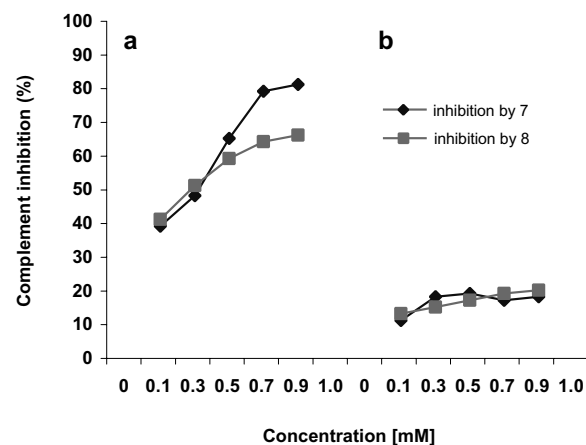 a
b
100
90
80
70
60
50
40
30
20
10
0
Complement inhibition (%)
inhibition by 7
inhibition by 8
0 0.1 0.3 0.5 0.7 0.9 1.0 0 0.1 0.3 0.5 0.7 0.9 1.0
Concentration [mM]